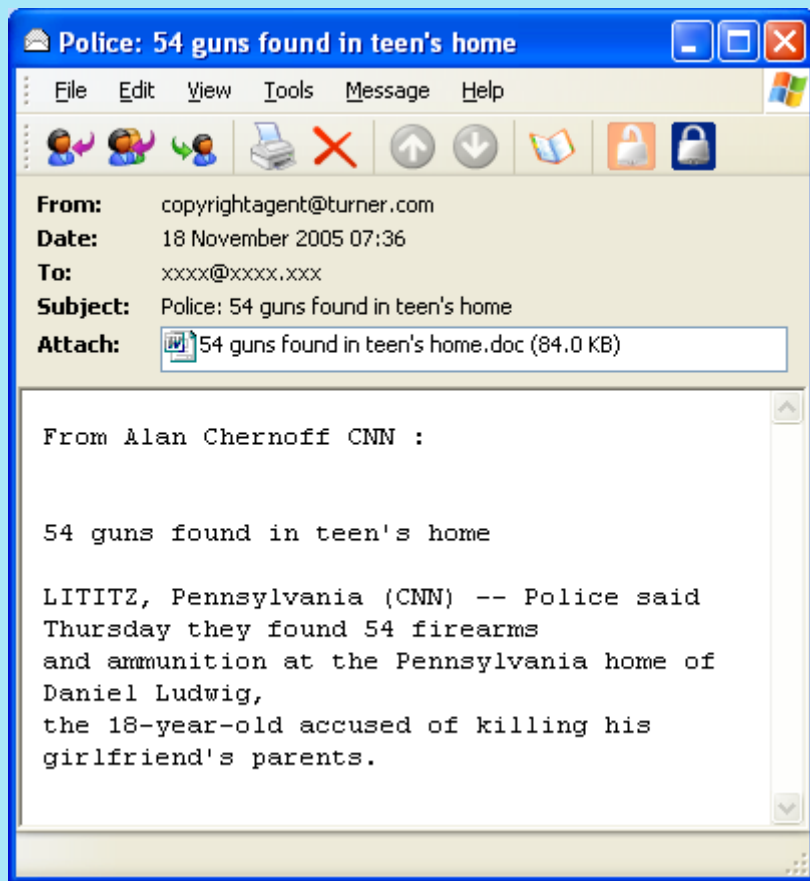 Police: 54 guns found in teen's home
File Edit View Tools Message Help
From: copyrightagent@turner.com
Date: 18 November 2005 07:36
To: xxxx@xxxx.xxx
Subject: Police: 54 guns found in teen's home
Attach: 54 guns found in teen's home.doc (84.0 KB)
From Alan Chernoff CNN :
54 guns found in teen's home
LITITZ, Pennsylvania (CNN) -- Police said
Thursday they found 54 firearms
and ammunition at the Pennsylvania home of
Daniel Ludwig,
the 18-year-old accused of killing his
girlfriend's parents.